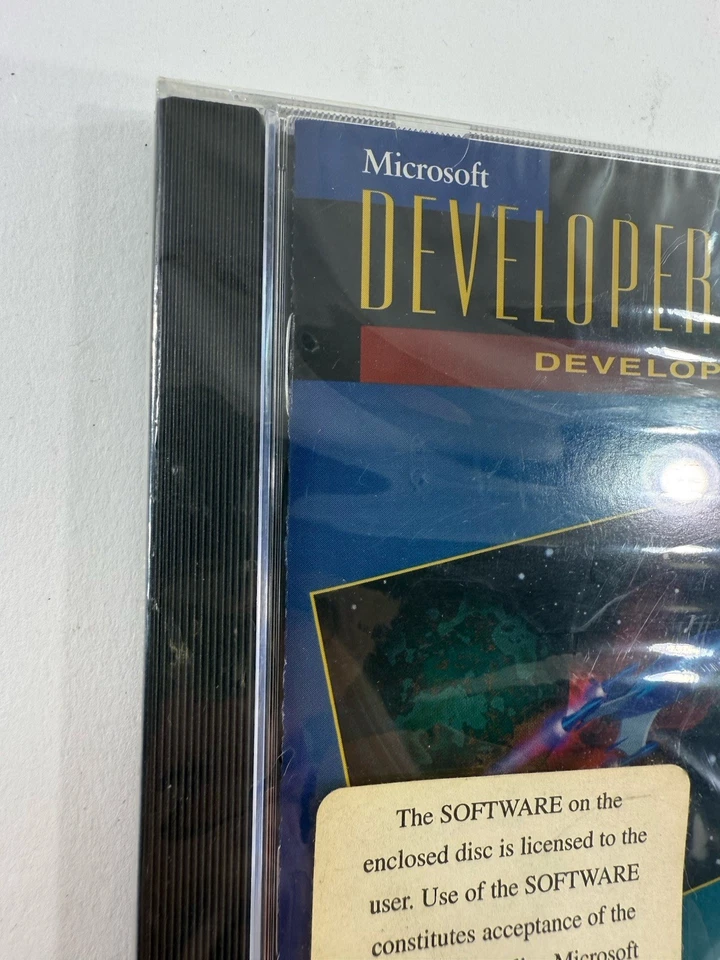 Microsoft
DEVELOPER
DEVELOP
The SOFTWARE on the
enclosed disc is licensed to the
user. Use of the SOFTWARE
constitutes acceptance of the
Microsoft